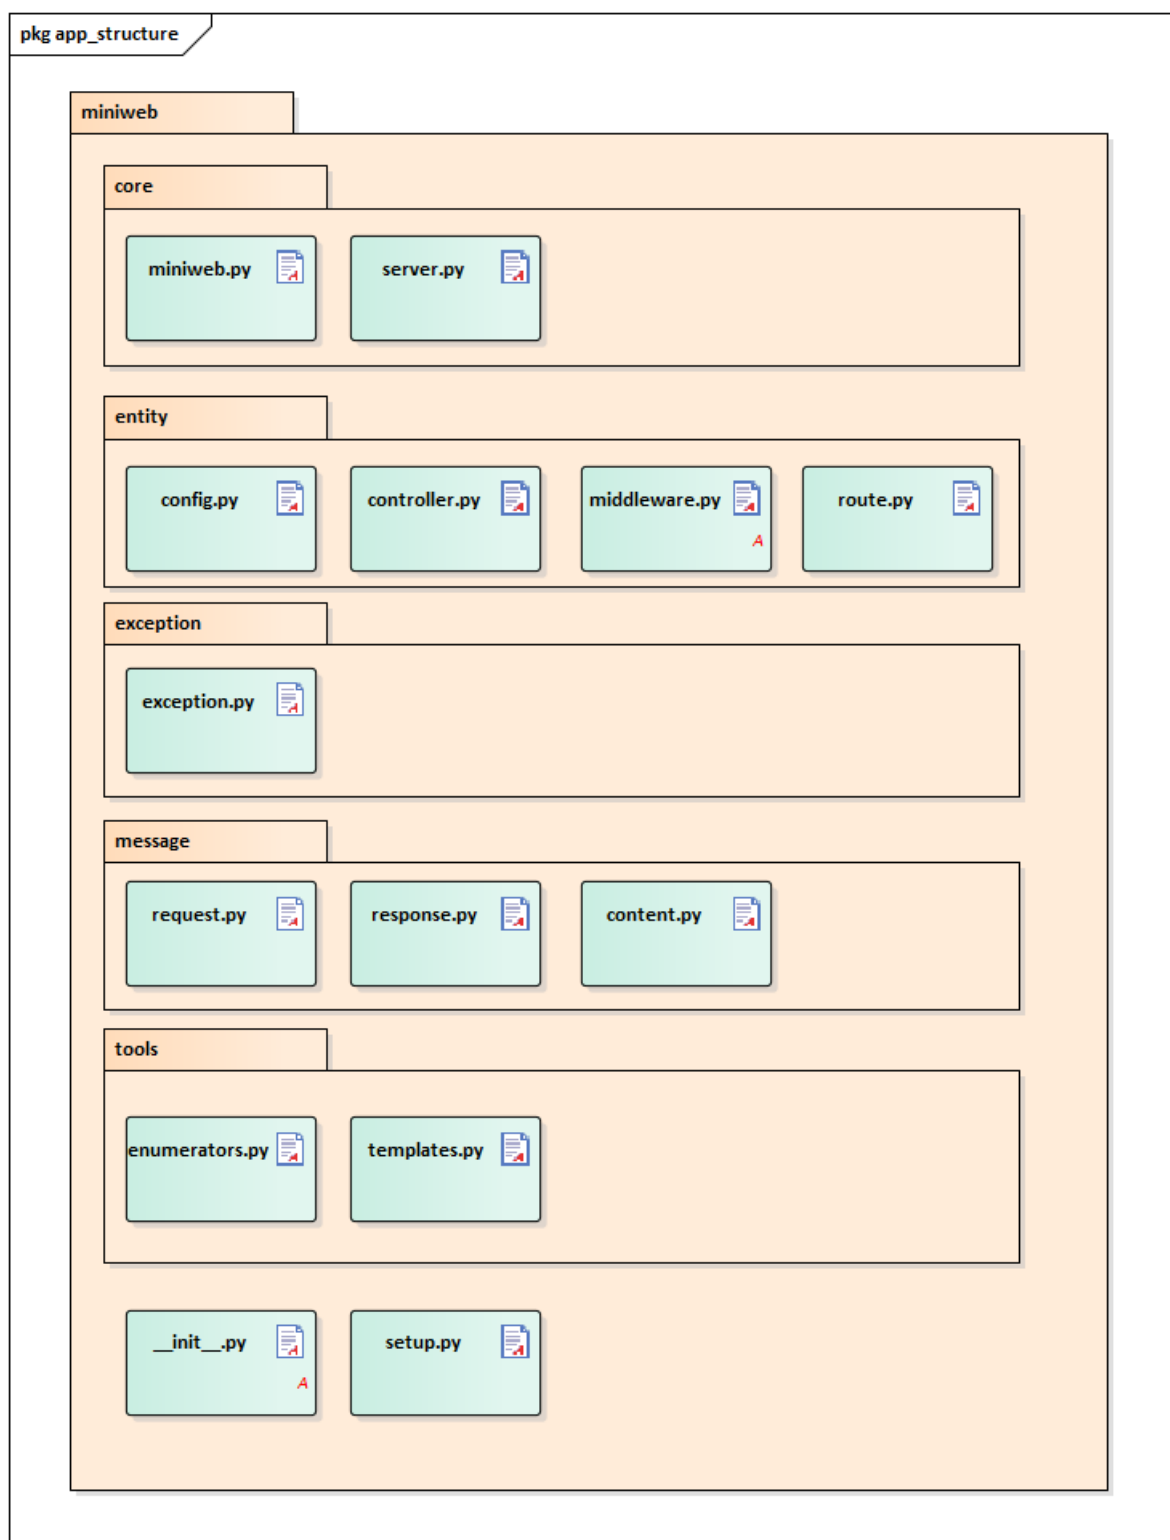 pkg app_structure
miniweb
core
miniweb.py
server.py
entity
config.py
controller.py
middleware.py
route.py
A
exception
exception.py
message
request.py
response.py
content.py
tools
enumerators.py
templates.py
__init__.py
setup.py
A